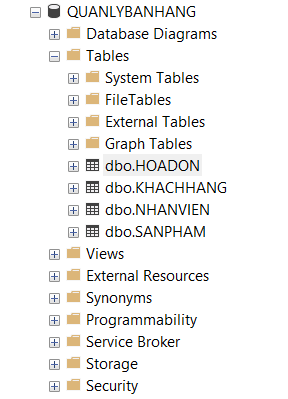 QUANLYBANHANG
Database Diagrams
Tables
System Tables
FileTables
External Tables
Graph Tables
dbo.HOADON
dbo.KHACHHANG
dbo.NHANVIEN
dbo.SANPHAM
Views
External Resources
Synonyms
Programmability
Service Broker
Storage
Security